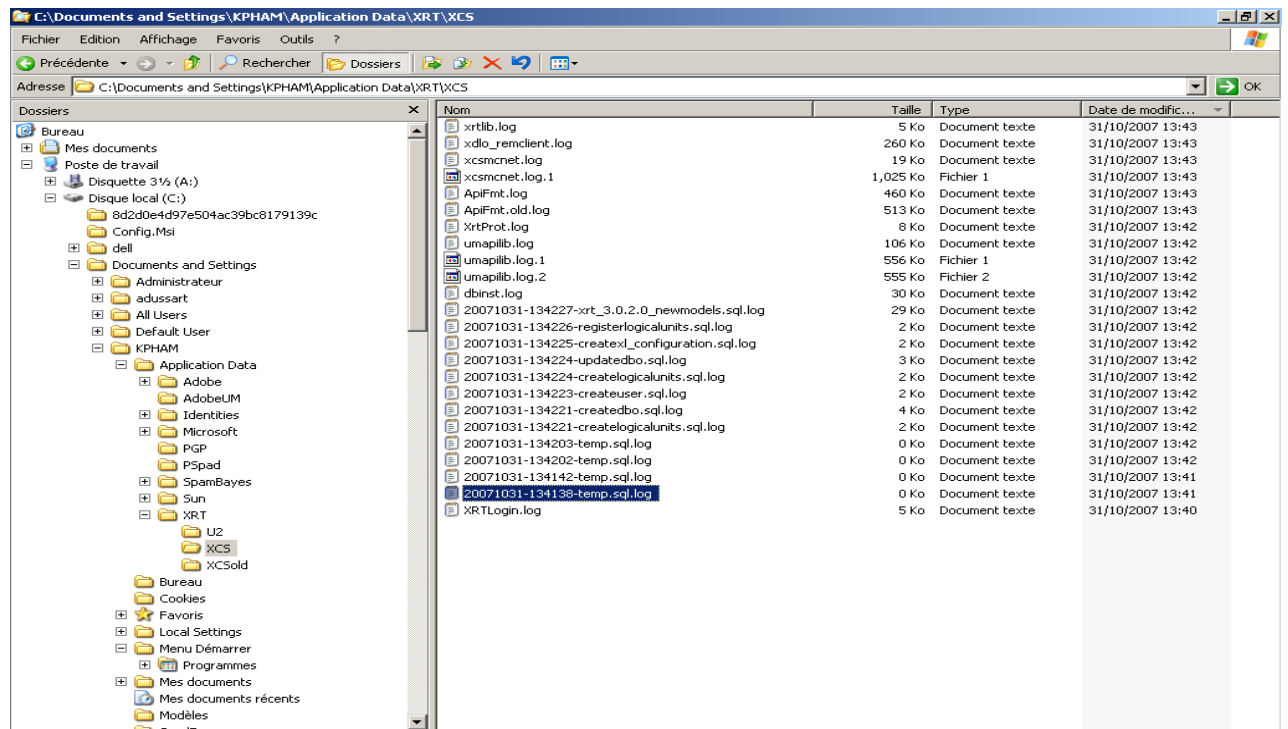 C:\Documents and Settings\KPHAM\Application Data\XRT\XCS
Fichier Edition Affichage Favoris Outils ?
Précédente Rechercher Dossiers
Adresse C:\Documents and Settings\KPHAM\Application Data\XRT\XCS OK
Dossiers
Bureau
Mes documents
Poste de travail
Disquette 3½ (A:)
Disque local (C:)
8d2d0e4d97e504ac39bc8179139c
Config.Msi
dell
Documents and Settings
Administrateur
adussart
All Users
Default User
KPHAM
Application Data
Adobe
AdobeUM
Identities
Microsoft
PGP
PSpad
SpamBayes
Sun
XRT
U2
XCS
XCSold
Bureau
Cookies
Favoris
Local Settings
Menu Démarrer
Programmes
Mes documents
Mes documents récents
Modèles
Nom Taille Type Date de modific...
xrtlib.log 5 Ko Document texte 31/10/2007 13:43
xdlo_remclient.log 260 Ko Document texte 31/10/2007 13:43
xcsmcnet.log 19 Ko Document texte 31/10/2007 13:43
xcsmcnet.log.1 1,025 Ko Fichier 1 31/10/2007 13:43
ApiFmt.log 460 Ko Document texte 31/10/2007 13:43
ApiFmt.old.log 513 Ko Document texte 31/10/2007 13:43
XrtProt.log 8 Ko Document texte 31/10/2007 13:42
umapilib.log 106 Ko Document texte 31/10/2007 13:42
umapilib.log.1 556 Ko Fichier 1 31/10/2007 13:42
umapilib.log.2 555 Ko Fichier 2 31/10/2007 13:42
dbinst.log 30 Ko Document texte 31/10/2007 13:42
20071031-134227-xrt_3.0.2.0_newmodels.sql.log 29 Ko Document texte 31/10/2007 13:42
20071031-134226-registerlogicalunits.sql.log 2 Ko Document texte 31/10/2007 13:42
20071031-134225-createxl_configuration.sql.log 2 Ko Document texte 31/10/2007 13:42
20071031-134224-updatedbo.sql.log 3 Ko Document texte 31/10/2007 13:42
20071031-134224-createlogicalunits.sql.log 2 Ko Document texte 31/10/2007 13:42
20071031-134223-createuser.sql.log 2 Ko Document texte 31/10/2007 13:42
20071031-134221-createdbo.sql.log 4 Ko Document texte 31/10/2007 13:42
20071031-134221-createlogicalunits.sql.log 2 Ko Document texte 31/10/2007 13:42
20071031-134203-temp.sql.log 0 Ko Document texte 31/10/2007 13:42
20071031-134202-temp.sql.log 0 Ko Document texte 31/10/2007 13:42
20071031-134142-temp.sql.log 0 Ko Document texte 31/10/2007 13:41
20071031-134138-temp.sql.log 0 Ko Document texte 31/10/2007 13:41
XRTLogin.log 5 Ko Document texte 31/10/2007 13:40